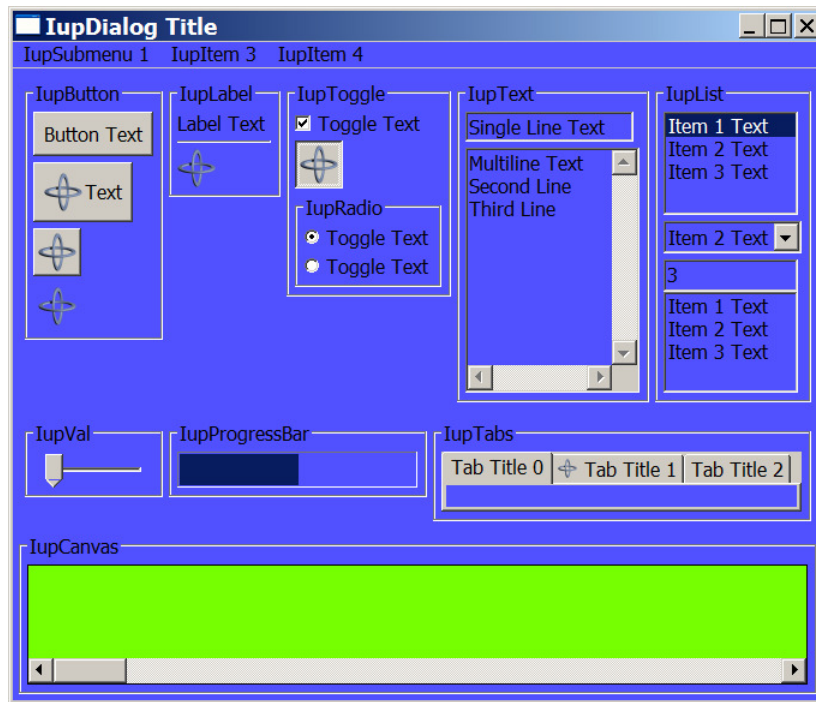 IupDialog Title
IupSubmenu 1 IupItem 3 IupItem 4
IupButton
Button Text
Text
IupLabel
Label Text
IupToggle
Toggle Text
IupRadio
Toggle Text
Toggle Text
IupText
Single Line Text
Multiline Text
Second Line
Third Line
IupList
Item 1 Text
Item 2 Text
Item 3 Text
Item 2 Text
3
Item 1 Text
Item 2 Text
Item 3 Text
IupVal
IupProgressBar
IupTabs
Tab Title 0 Tab Title 1 Tab Title 2
IupCanvas